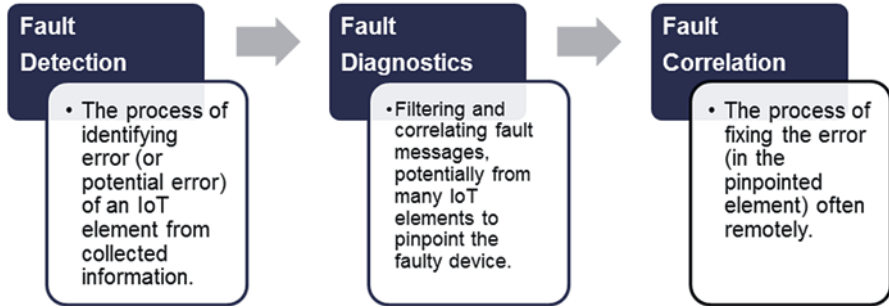 Fault
Detection
• The process of
identifying
error (or
potential error)
of an IoT
element from
collected
information.
Fault
Diagnostics
•Filtering and
correlating fault
messages,
potentially from
many IoT
elements to
pinpoint the
faulty device.
Fault
Correlation
• The process of
fixing the error
(in the
pinpointed
element) often
remotely.